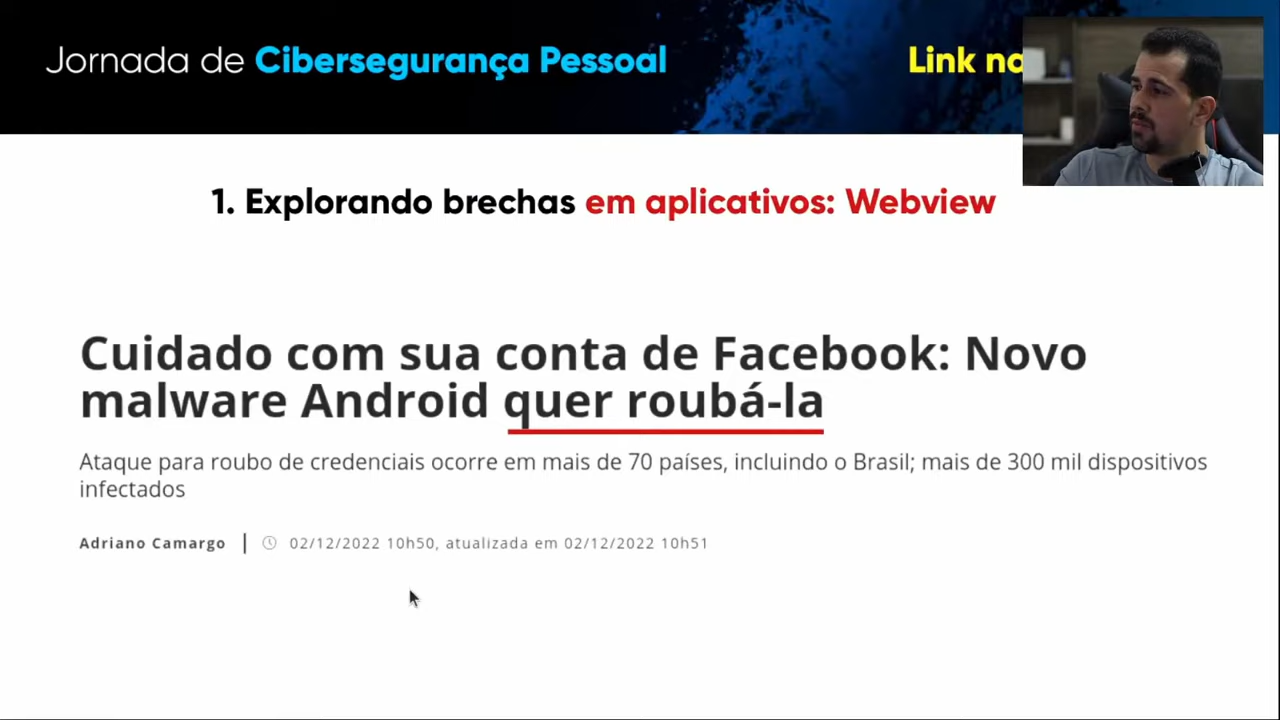 Jornada de Cibersegurança Pessoal
Link
1. Explorando brechas em aplicativos: Webview
Cuidado com sua conta de Facebook: Novo
malware Android quer roubá-la
Ataque para roubo de credenciais ocorre em mais de 70 países, incluindo o Brasil; mais de 300 mil dispositivos
infectados
Adriano Camargo | 02/12/2022 10h50, atualizada em 02/12/2022 10h51